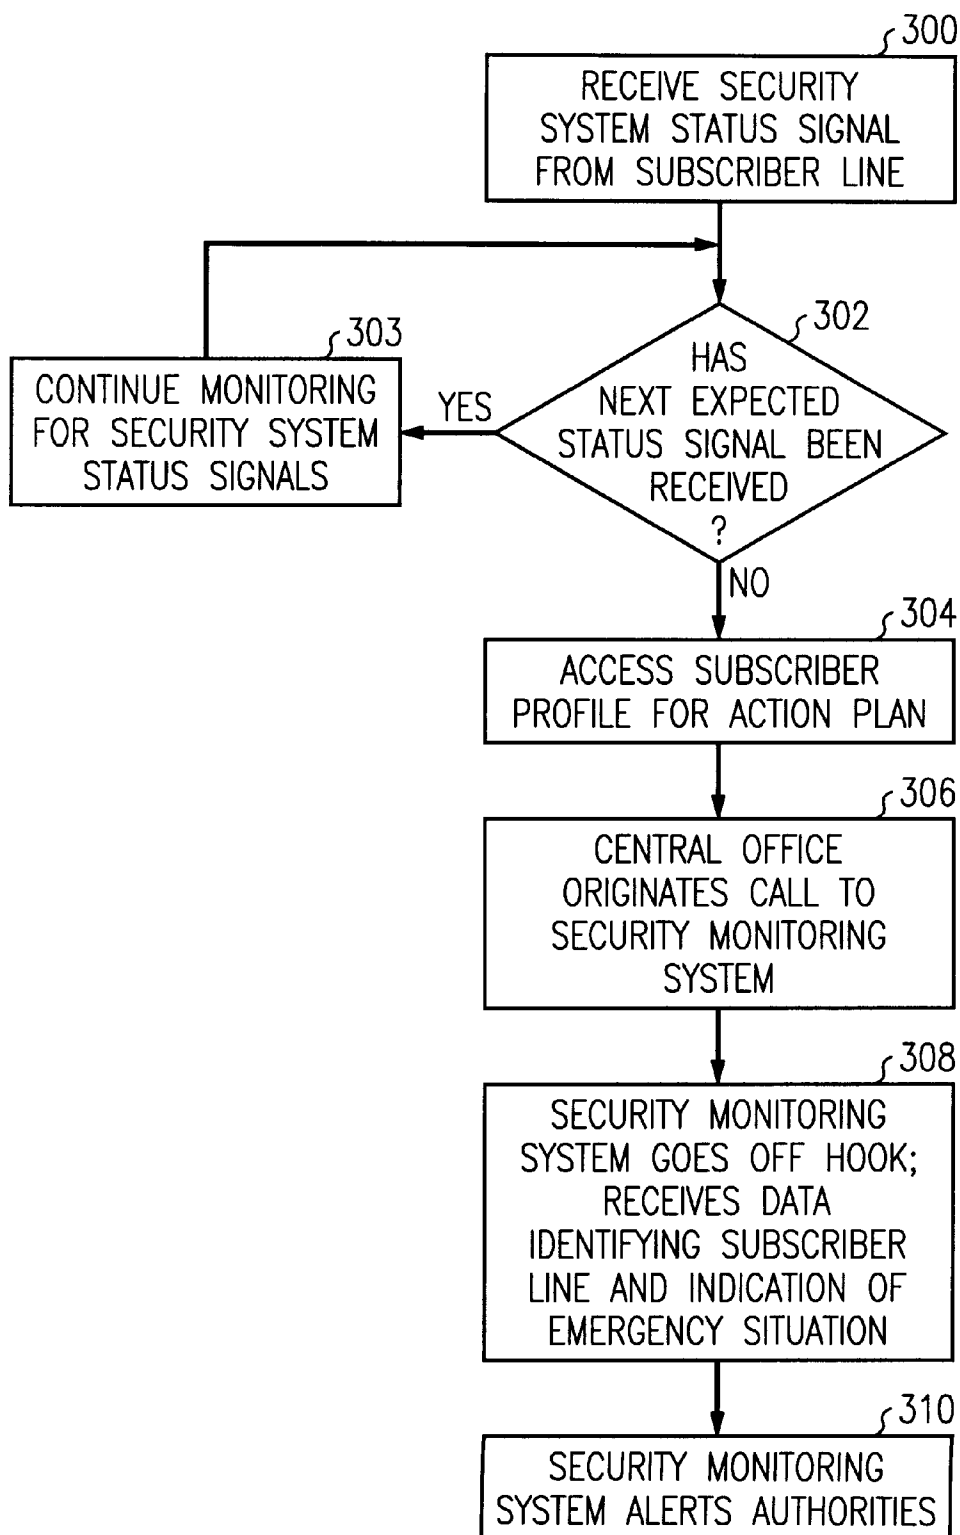 300
RECEIVE SECURITY
SYSTEM STATUS SIGNAL
FROM SUBSCRIBER LINE
302
HAS
NEXT EXPECTED
STATUS SIGNAL BEEN
RECEIVED
?
YES
303
CONTINUE MONITORING
FOR SECURITY SYSTEM
STATUS SIGNALS
NO
304
ACCESS SUBSCRIBER
PROFILE FOR ACTION PLAN
306
CENTRAL OFFICE
ORIGINATES CALL TO
SECURITY MONITORING
SYSTEM
308
SECURITY MONITORING
SYSTEM GOES OFF HOOK;
RECEIVES DATA
IDENTIFYING SUBSCRIBER
LINE AND INDICATION OF
EMERGENCY SITUATION
310
SECURITY MONITORING
SYSTEM ALERTS AUTHORITIES